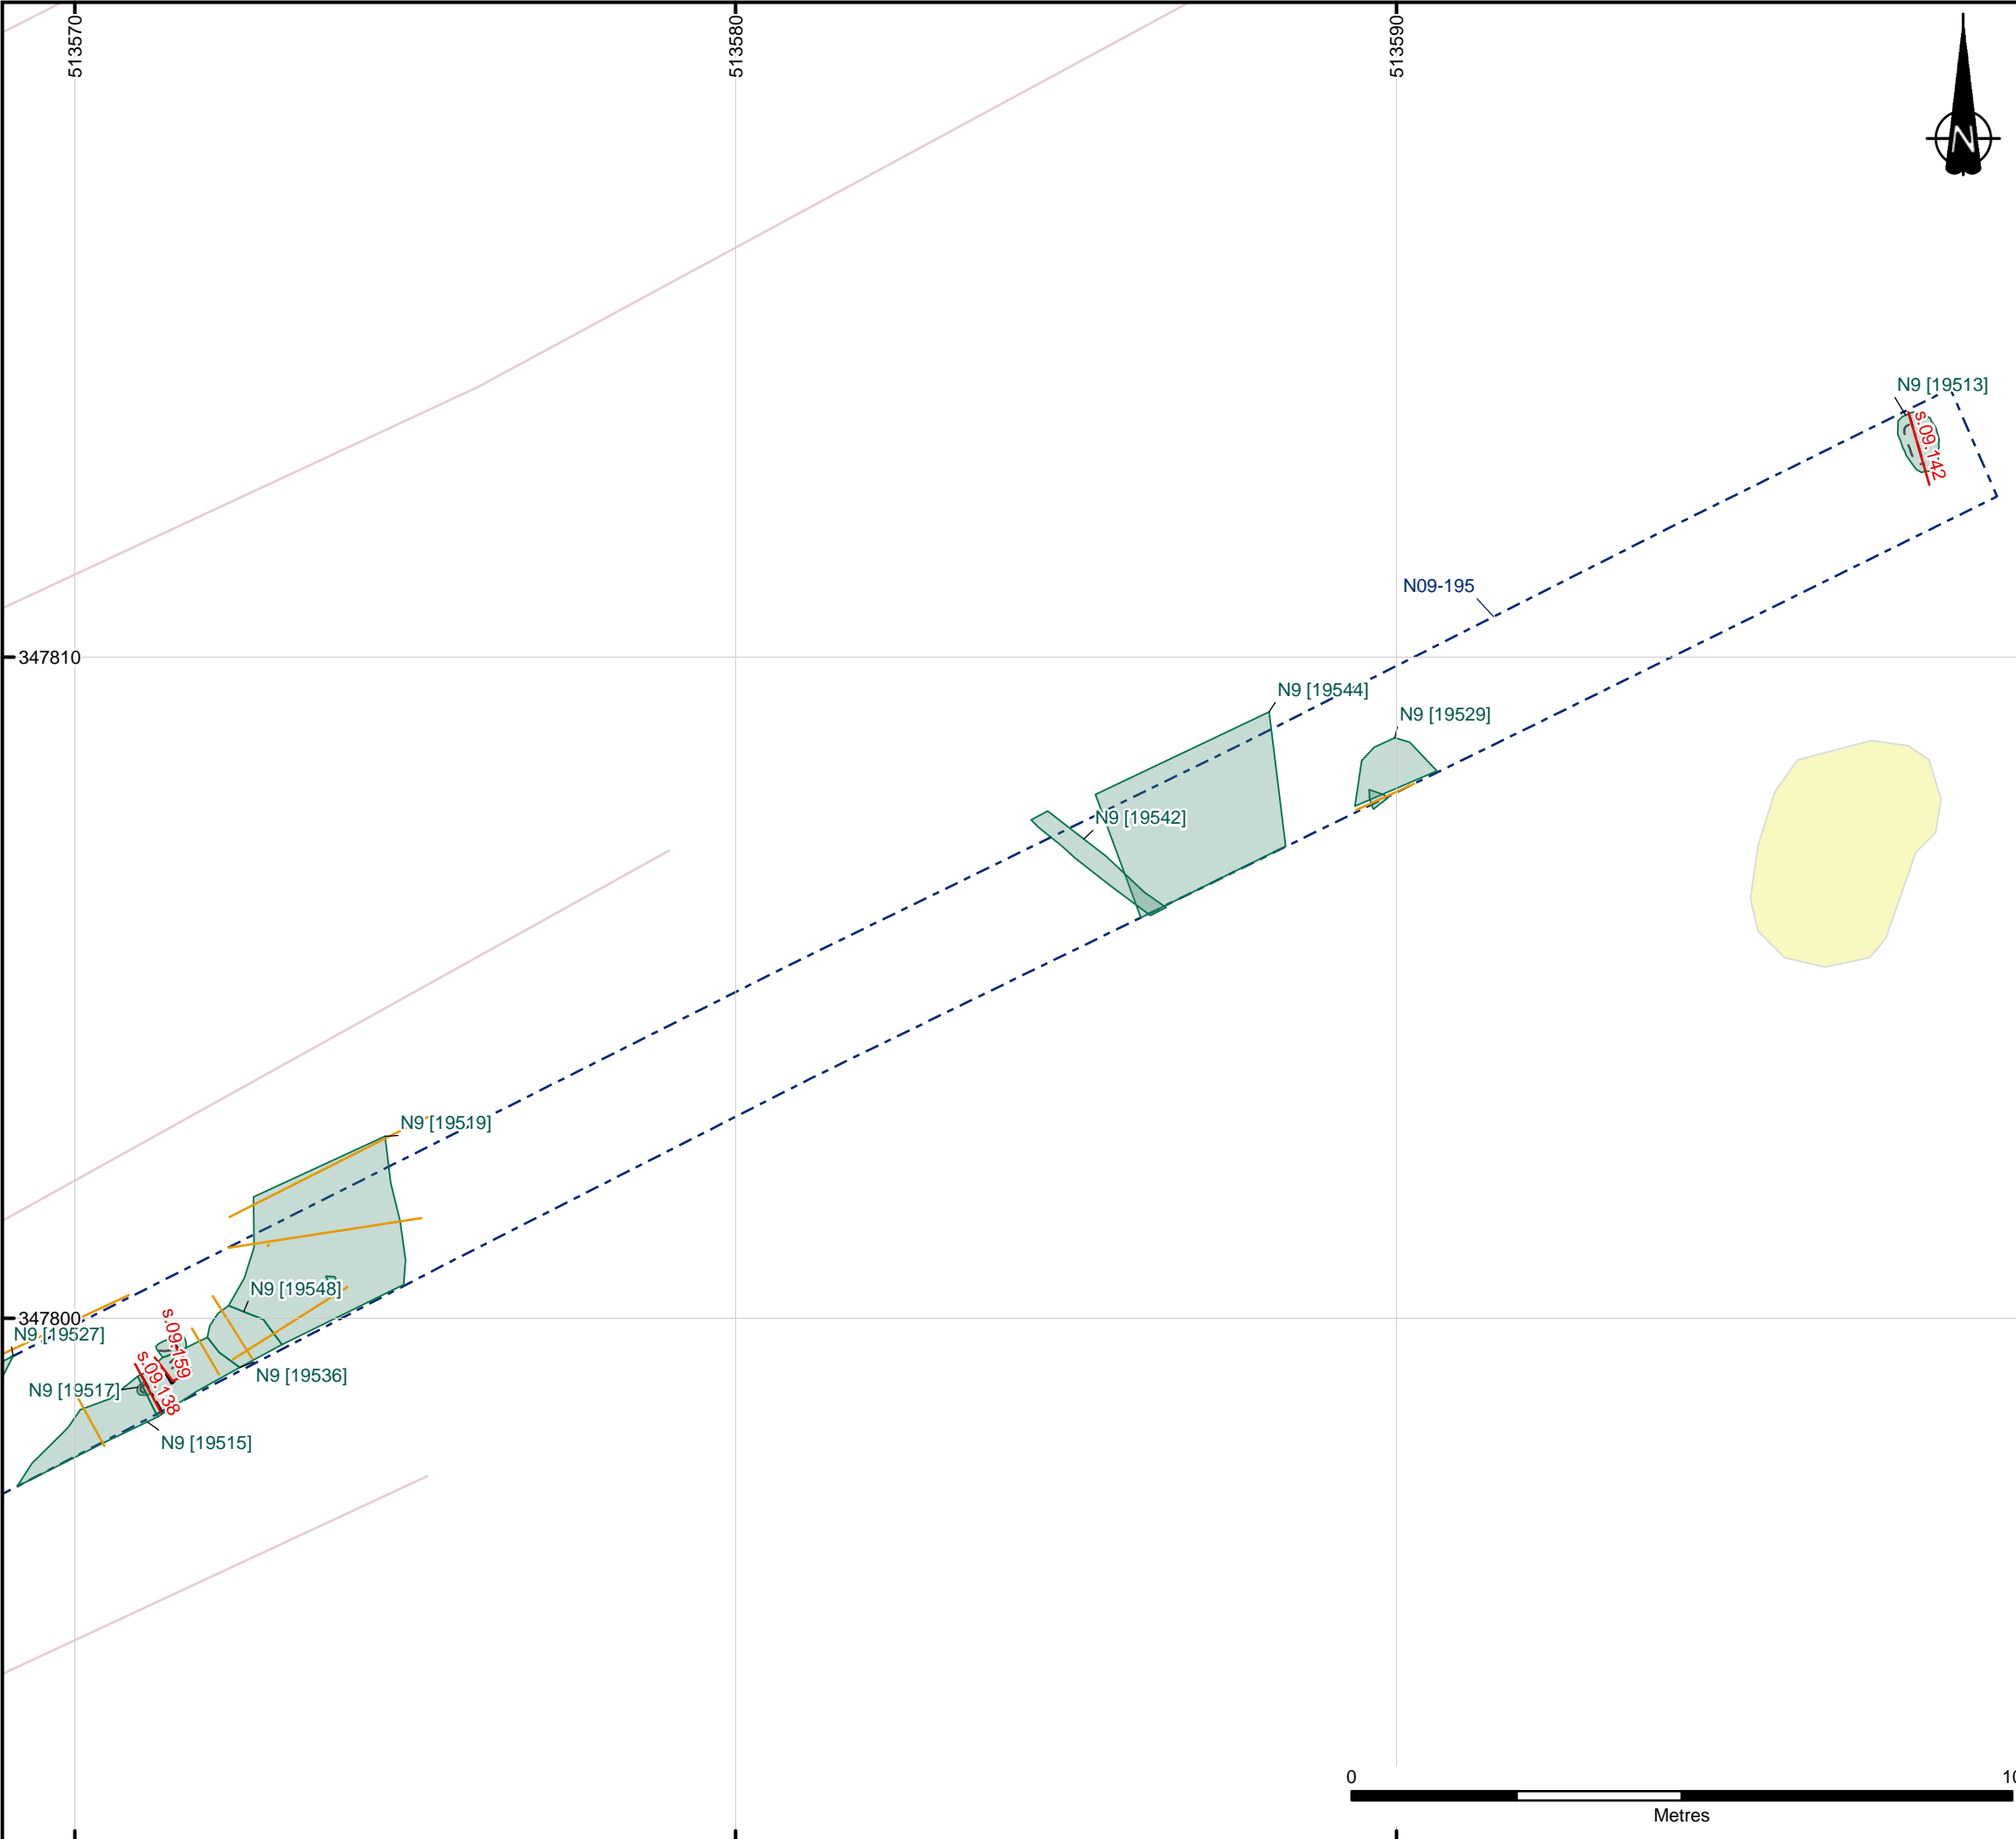 513570
513580
513590
N
N9 [19513]
s.09.142
N09-195
347810
N9 [19544]
N9 [19529]
N9 [19542]
N9 [19519]
N9 [19548]
347800
s.09.159
N9 [19527]
N9 [19536]
s.09.138
N9 [19517]
N9 [19515]
0
Metres